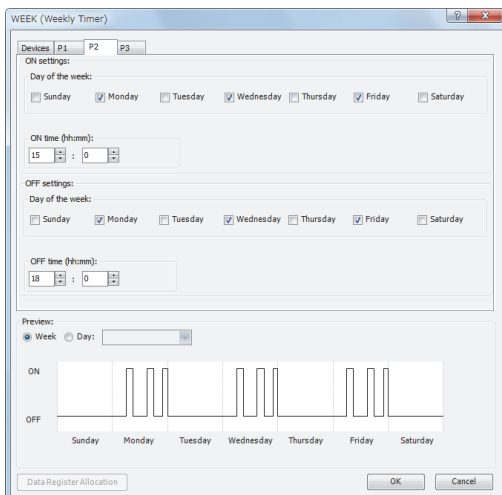 WEEK (Weekly Timer)
Devices P1 P2 P3
ON settings:
Day of the week:
Sunday Monday Tuesday Wednesday Thursday Friday Saturday
ON time (hh:mm):
15 : 0
OFF settings:
Day of the week:
Sunday Monday Tuesday Wednesday Thursday Friday Saturday
OFF time (hh:mm):
18 : 0
Preview:
Week Day:
ON
OFF
Sunday Monday Tuesday Wednesday Thursday Friday Saturday
Data Register Allocation OK Cancel